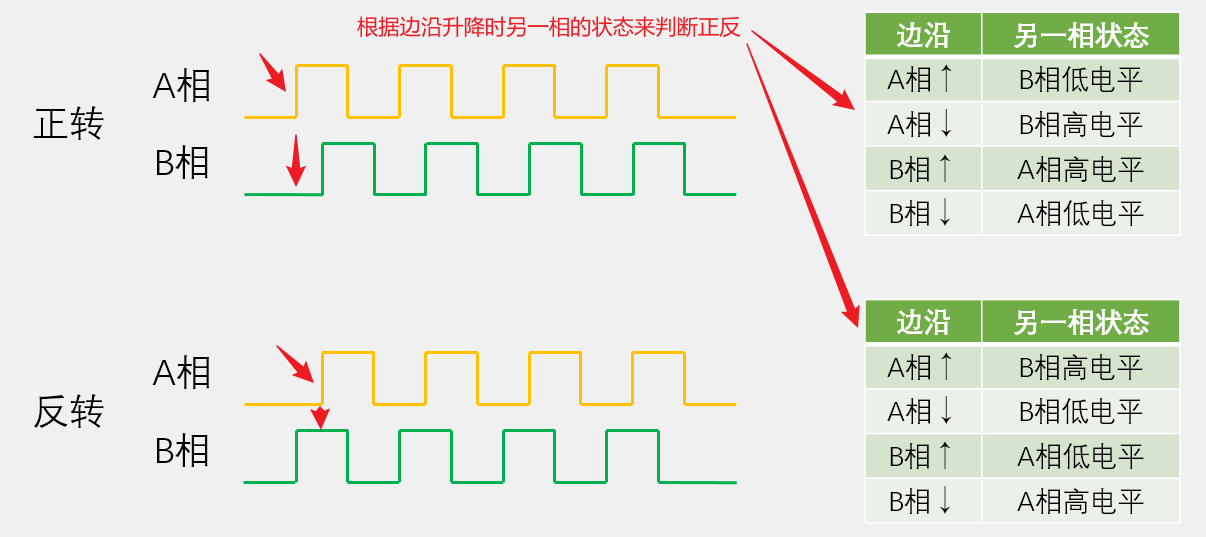 根据边沿升降时另一相的状态来判断正反
正转
A相
B相
边沿 另一相状态
A相↑ B相低电平
A相↓ B相高电平
B相↑ A相高电平
B相↓ A相低电平
反转
A相
B相
边沿 另一相状态
A相↑ B相高电平
A相↓ B相低电平
B相↑ A相低电平
B相↓ A相高电平